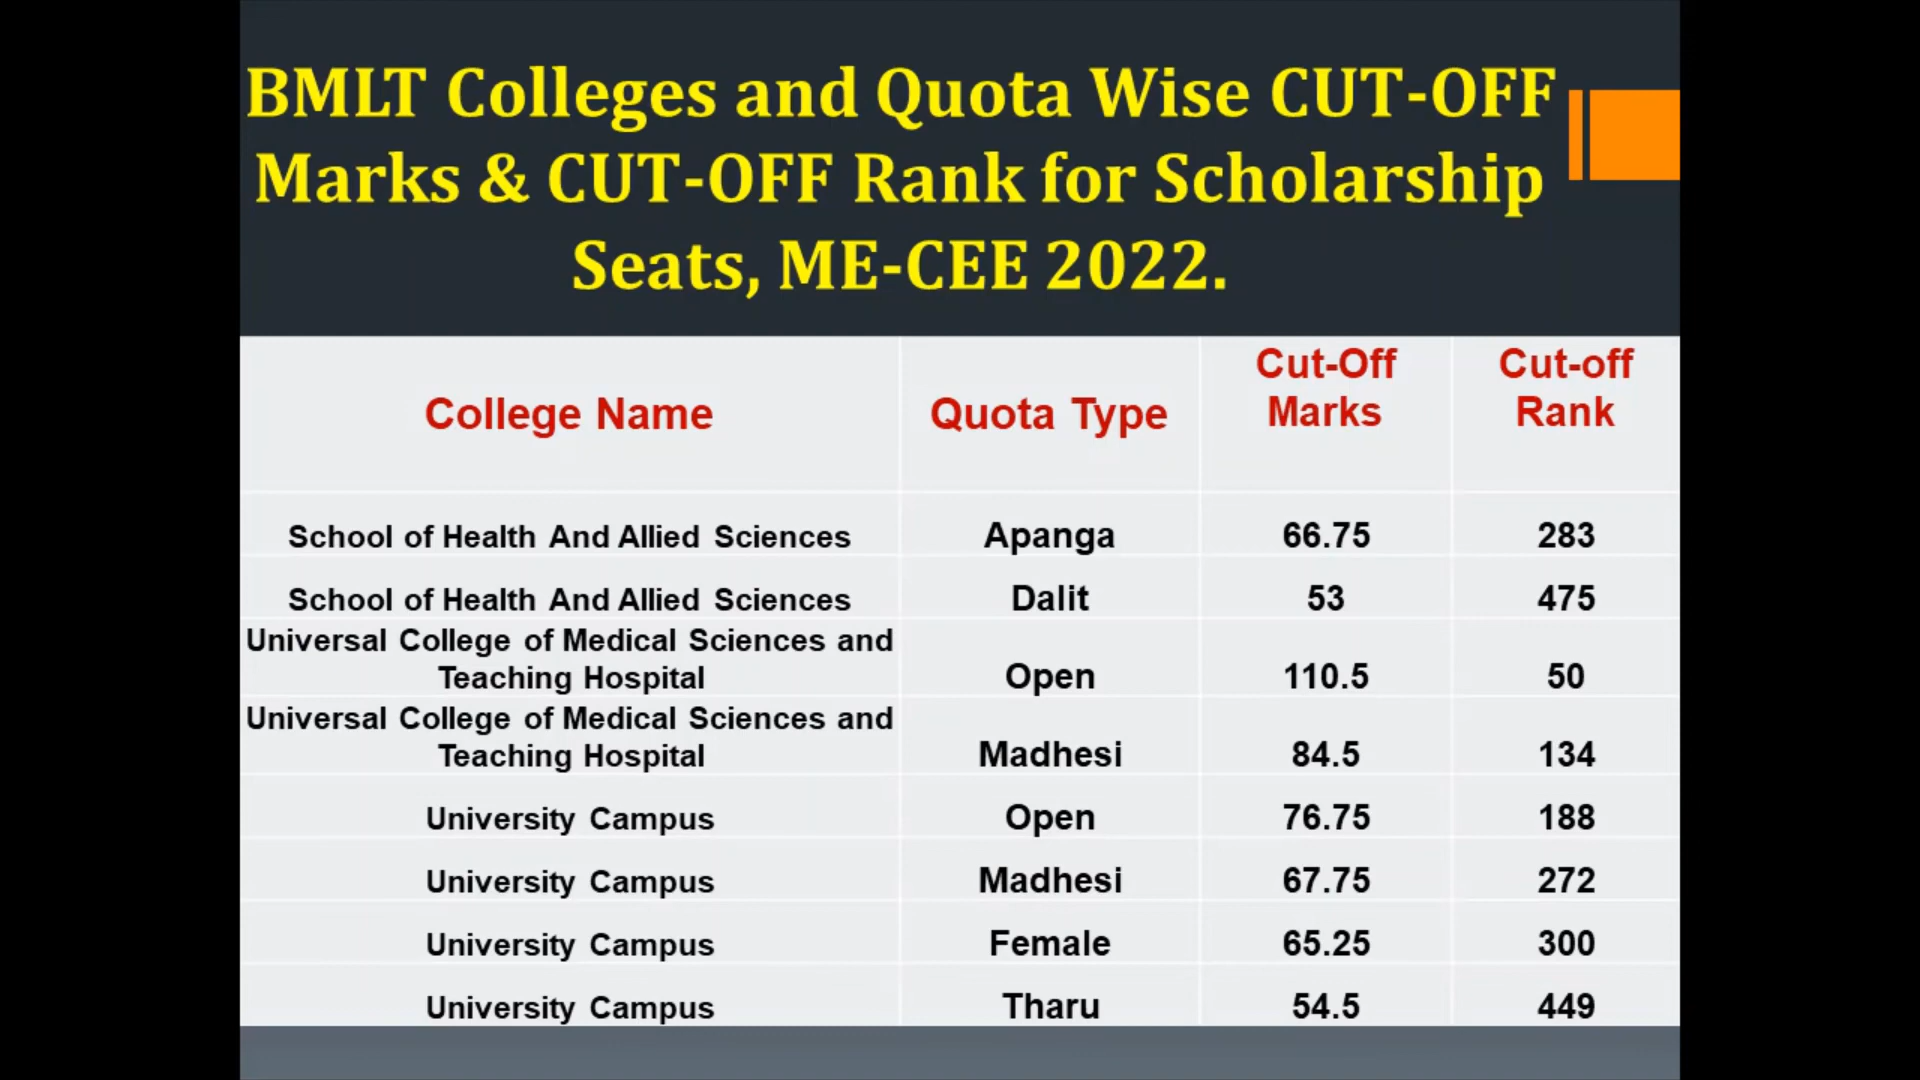 BMLT Colleges and Quota Wise CUT-OFF
Marks & CUT-OFF Rank for Scholarship
Seats, ME-CEE 2022.
College Name Quota Type Cut-Off Marks Cut-off Rank
School of Health And Allied Sciences Apanga 66.75 283
School of Health And Allied Sciences Dalit 53 475
Universal College of Medical Sciences and
Teaching Hospital Open 110.5 50
Universal College of Medical Sciences and
Teaching Hospital Madhesi 84.5 134
University Campus Open 76.75 188
University Campus Madhesi 67.75 272
University Campus Female 65.25 300
University Campus Tharu 54.5 449